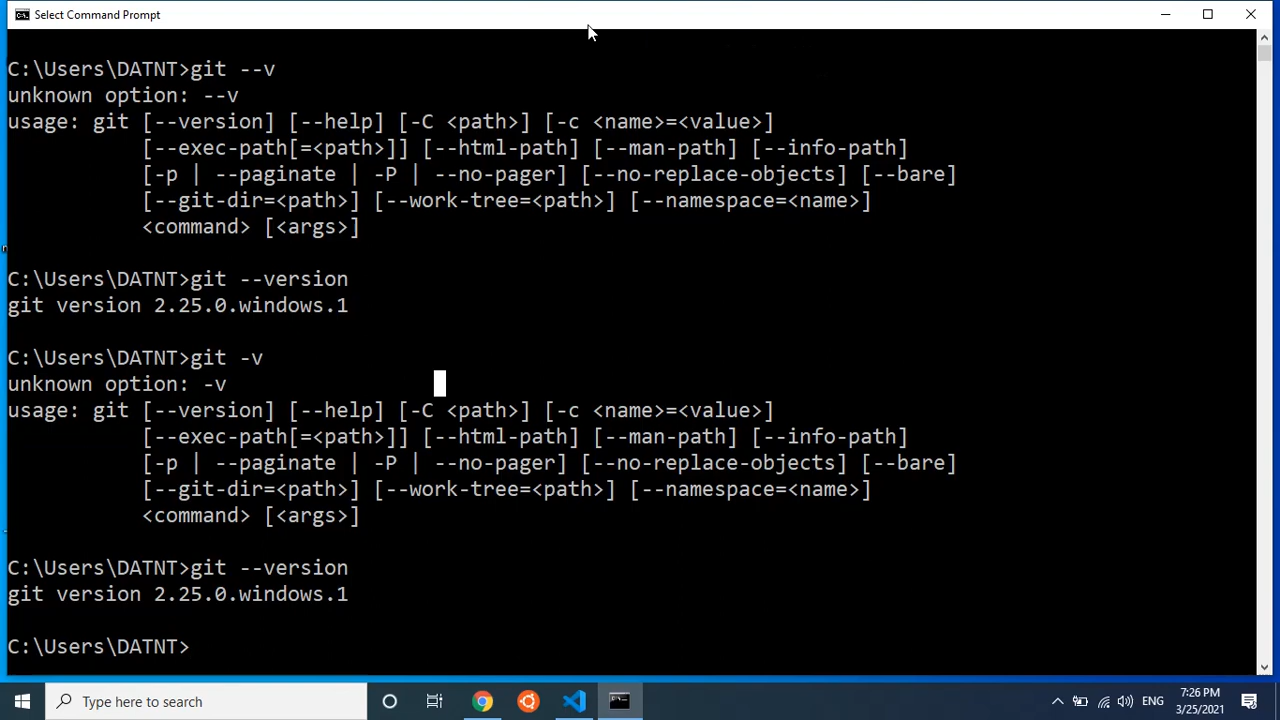 Select Command Prompt
C:\Users\DATNT>git --v
unknown option: --v
usage: git [--version] [--help] [-C <path>] [-c <name>=<value>]
           [--exec-path[=<path>]] [--html-path] [--man-path] [--info-path]
           [-p | --paginate | -P | --no-pager] [--no-replace-objects] [--bare]
           [--git-dir=<path>] [--work-tree=<path>] [--namespace=<name>]
           <command> [<args>]
C:\Users\DATNT>git --version
git version 2.25.0.windows.1
C:\Users\DATNT>git -v
unknown option: -v
usage: git [--version] [--help] [-C <path>] [-c <name>=<value>]
           [--exec-path[=<path>]] [--html-path] [--man-path] [--info-path]
           [-p | --paginate | -P | --no-pager] [--no-replace-objects] [--bare]
           [--git-dir=<path>] [--work-tree=<path>] [--namespace=<name>]
           <command> [<args>]
C:\Users\DATNT>git --version
git version 2.25.0.windows.1
C:\Users\DATNT>
Type here to search
ENG
7:26 PM
3/25/2021